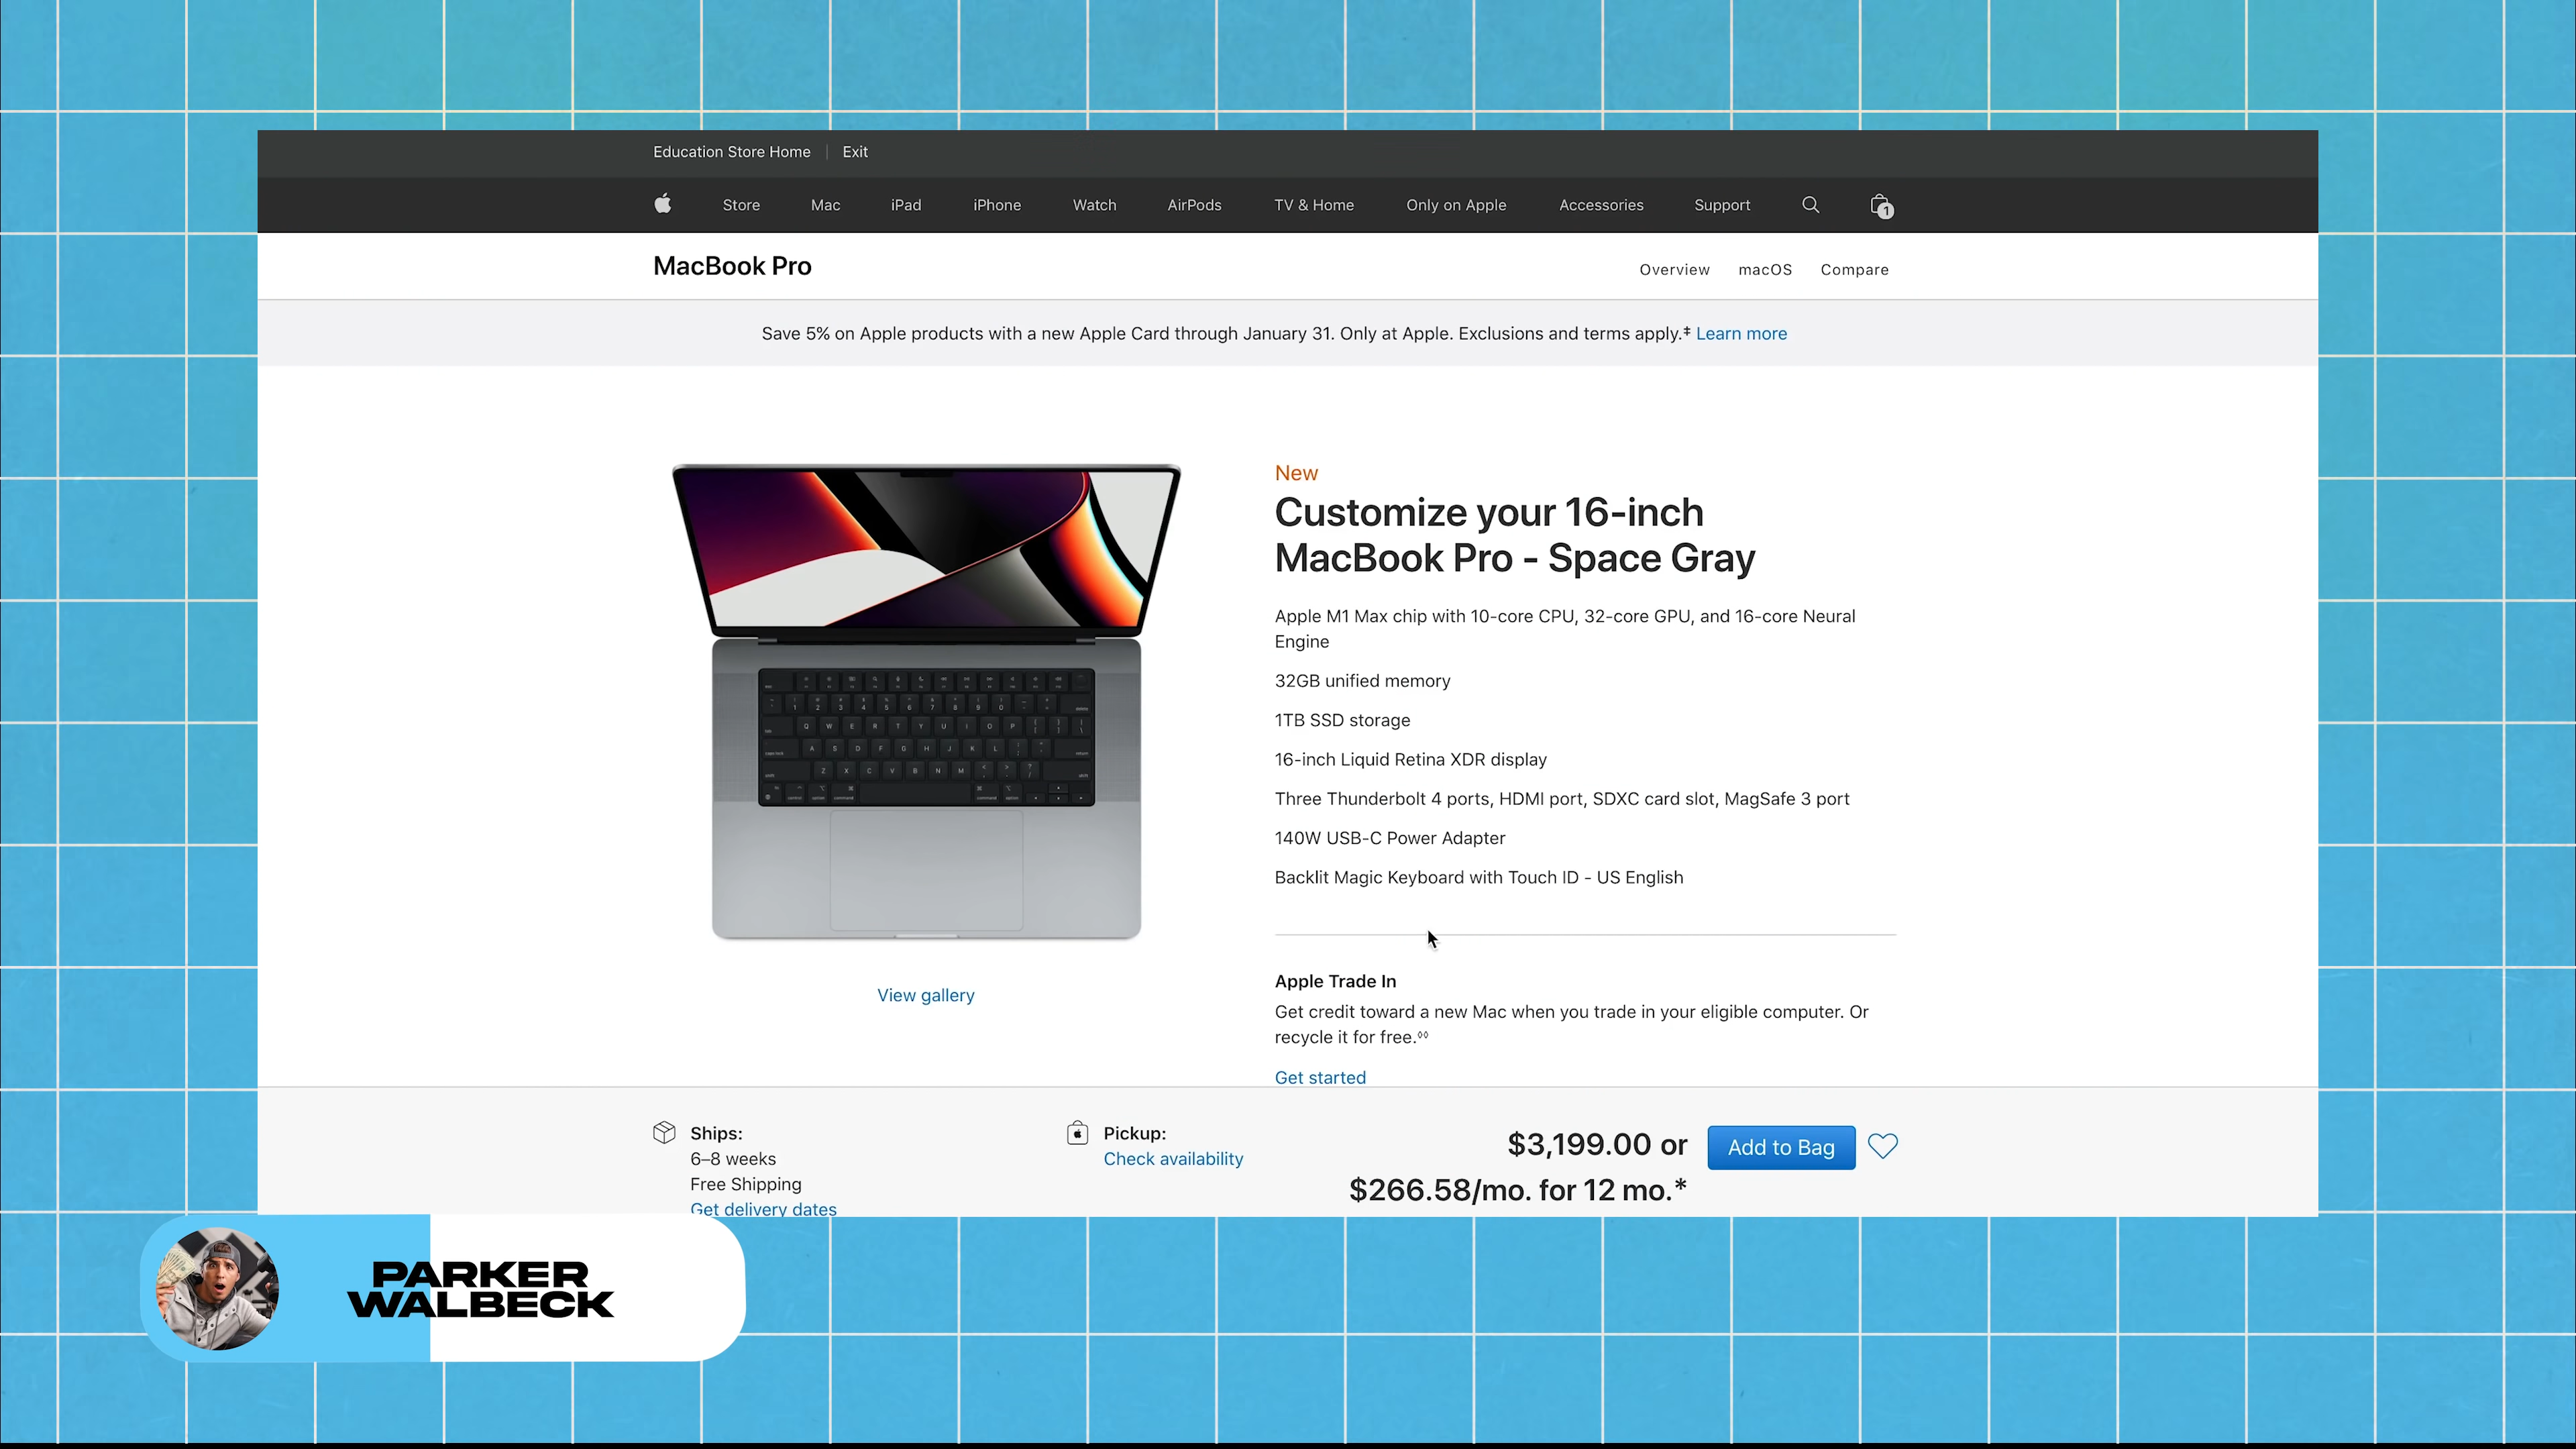 Education Store Home | Exit
Store Mac iPad iPhone Watch AirPods TV & Home Only on Apple Accessories Support 1
MacBook Pro
Overview macOS Compare
Save 5% on Apple products with a new Apple Card through January 31. Only at Apple. Exclusions and terms apply.‡ Learn more
New
Customize your 16-inch
MacBook Pro - Space Gray
Apple M1 Max chip with 10-core CPU, 32-core GPU, and 16-core Neural
Engine
32GB unified memory
1TB SSD storage
16-inch Liquid Retina XDR display
Three Thunderbolt 4 ports, HDMI port, SDXC card slot, MagSafe 3 port
140W USB-C Power Adapter
Backlit Magic Keyboard with Touch ID - US English
View gallery
Apple Trade In
Get credit toward a new Mac when you trade in your eligible computer. Or
recycle it for free.◊◊
Get started
Ships:
6–8 weeks
Free Shipping
Get delivery dates
Pickup:
Check availability
$3,199.00 or
$266.58/mo. for 12 mo.*
Add to Bag
PARKER
WALBECK